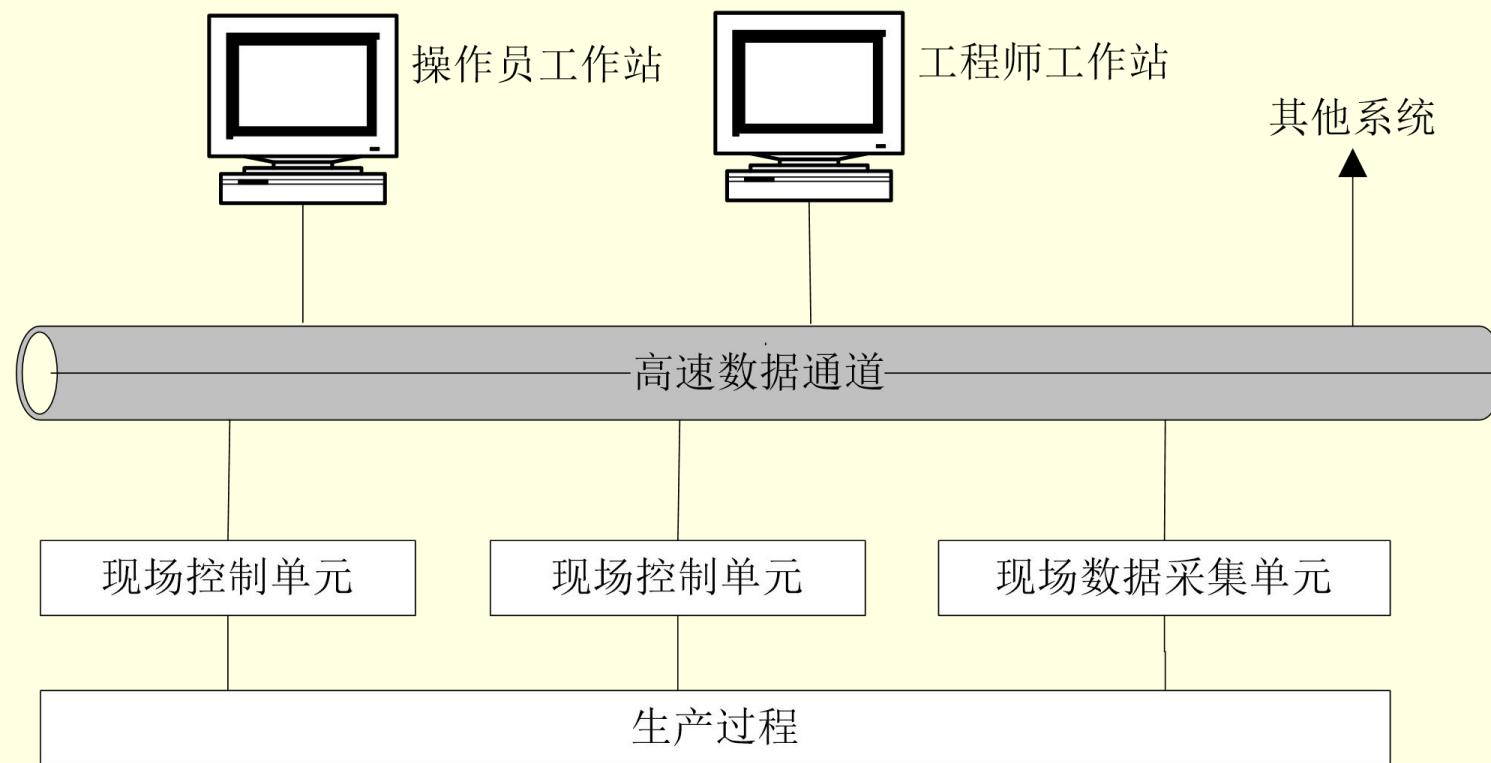 操作员工作站
工程师工作站
其他系统
高速数据通道
现场控制单元
现场控制单元
现场数据采集单元
生产过程